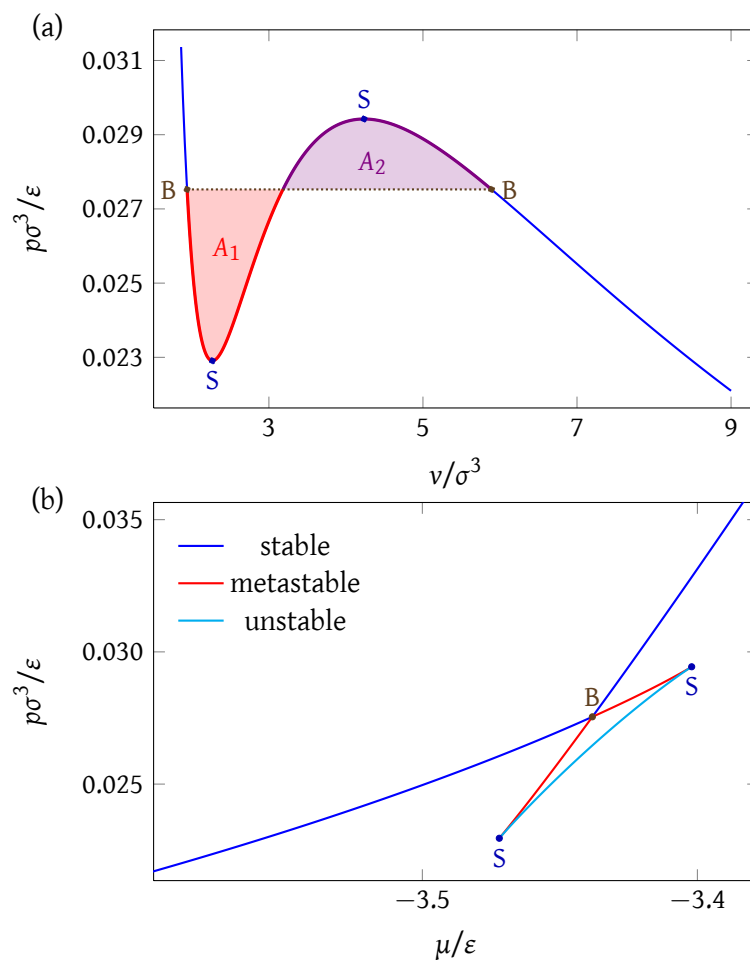 (a)
0.031
0.029
0.027
0.025
0.023
pσ³/ε
S
A₂
B
B
A₁
S
3
5
7
9
v/σ³
(b)
0.035
0.030
0.025
pσ³/ε
stable
metastable
unstable
B
S
S
−3.5
−3.4
μ/ε